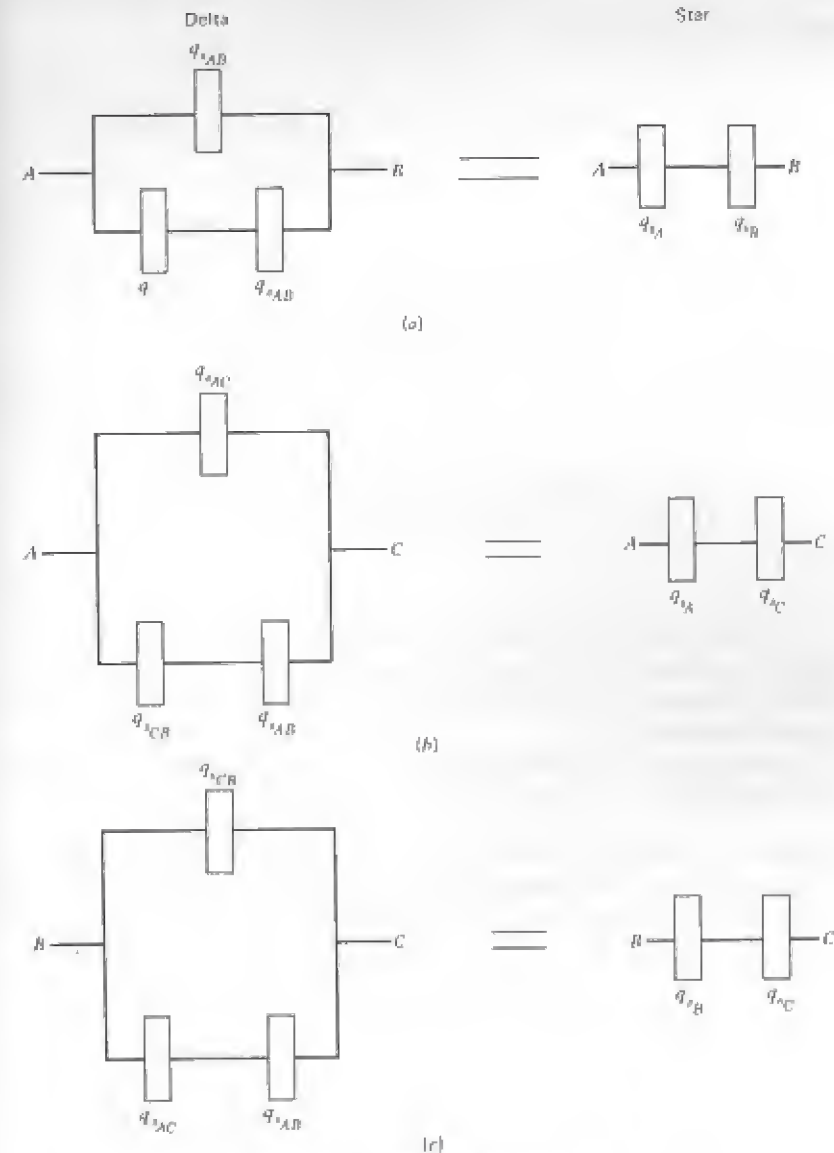 Delta Star
q_{s_{AB}}
A B A B
q q_{s_{AB}} q_{s_A} q_{s_B}
(a)
q_{s_{AC}}
A C A C
q_{s_A} q_{s_C}
q_{s_{CB}} q_{s_{AB}}
(b)
q_{s_{CB}}
B C B C
q_{s_B} q_{s_C}
q_{s_{AC}} q_{s_{AB}}
(c)